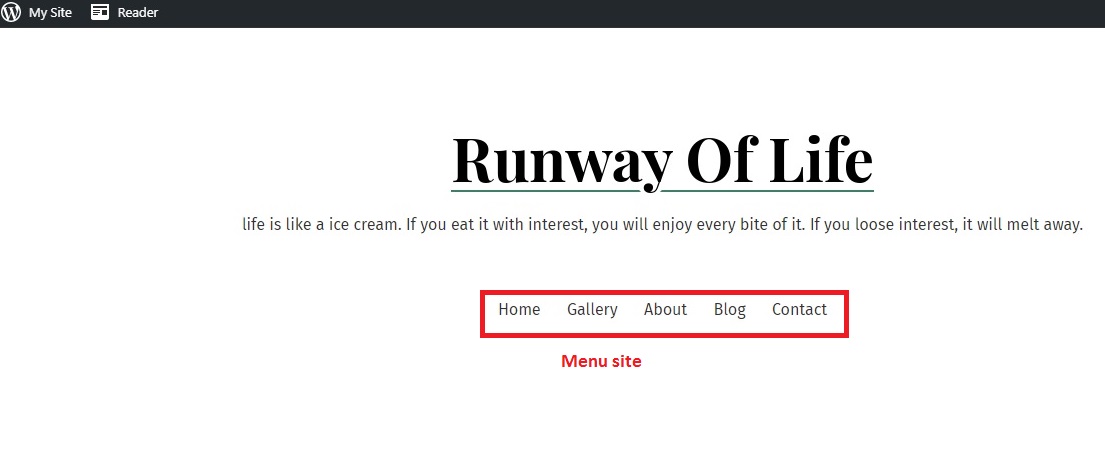 My Site Reader
Runway Of Life
life is like a ice cream. If you eat it with interest, you will enjoy every bite of it. If you loose interest, it will melt away.
Home Gallery About Blog Contact
Menu site